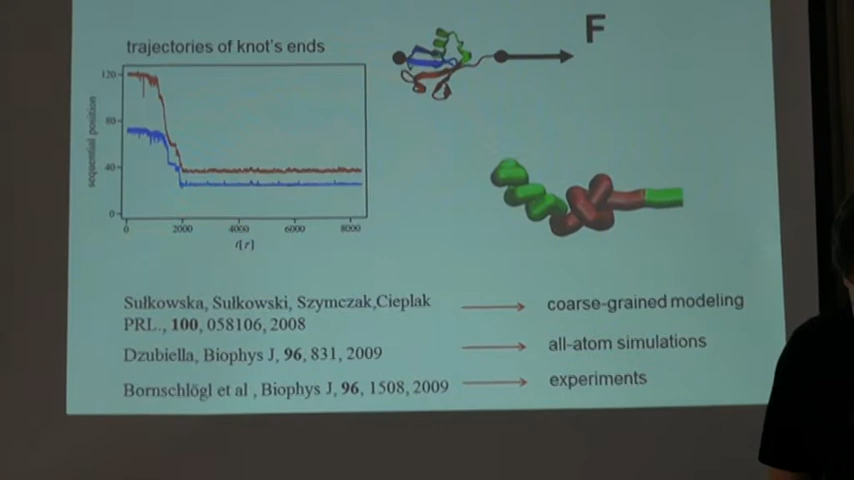 F
trajectories of knot's ends
120
80
40
0
sequential position
0 2000 4000 6000 8000
t[τ]
Sułkowska, Sułkowski, Szymczak,Cieplak
PRL., 100, 058106, 2008
coarse-grained modeling
Dzubiella, Biophys J, 96, 831, 2009
all-atom simulations
Bornschlögl et al , Biophys J, 96, 1508, 2009
experiments